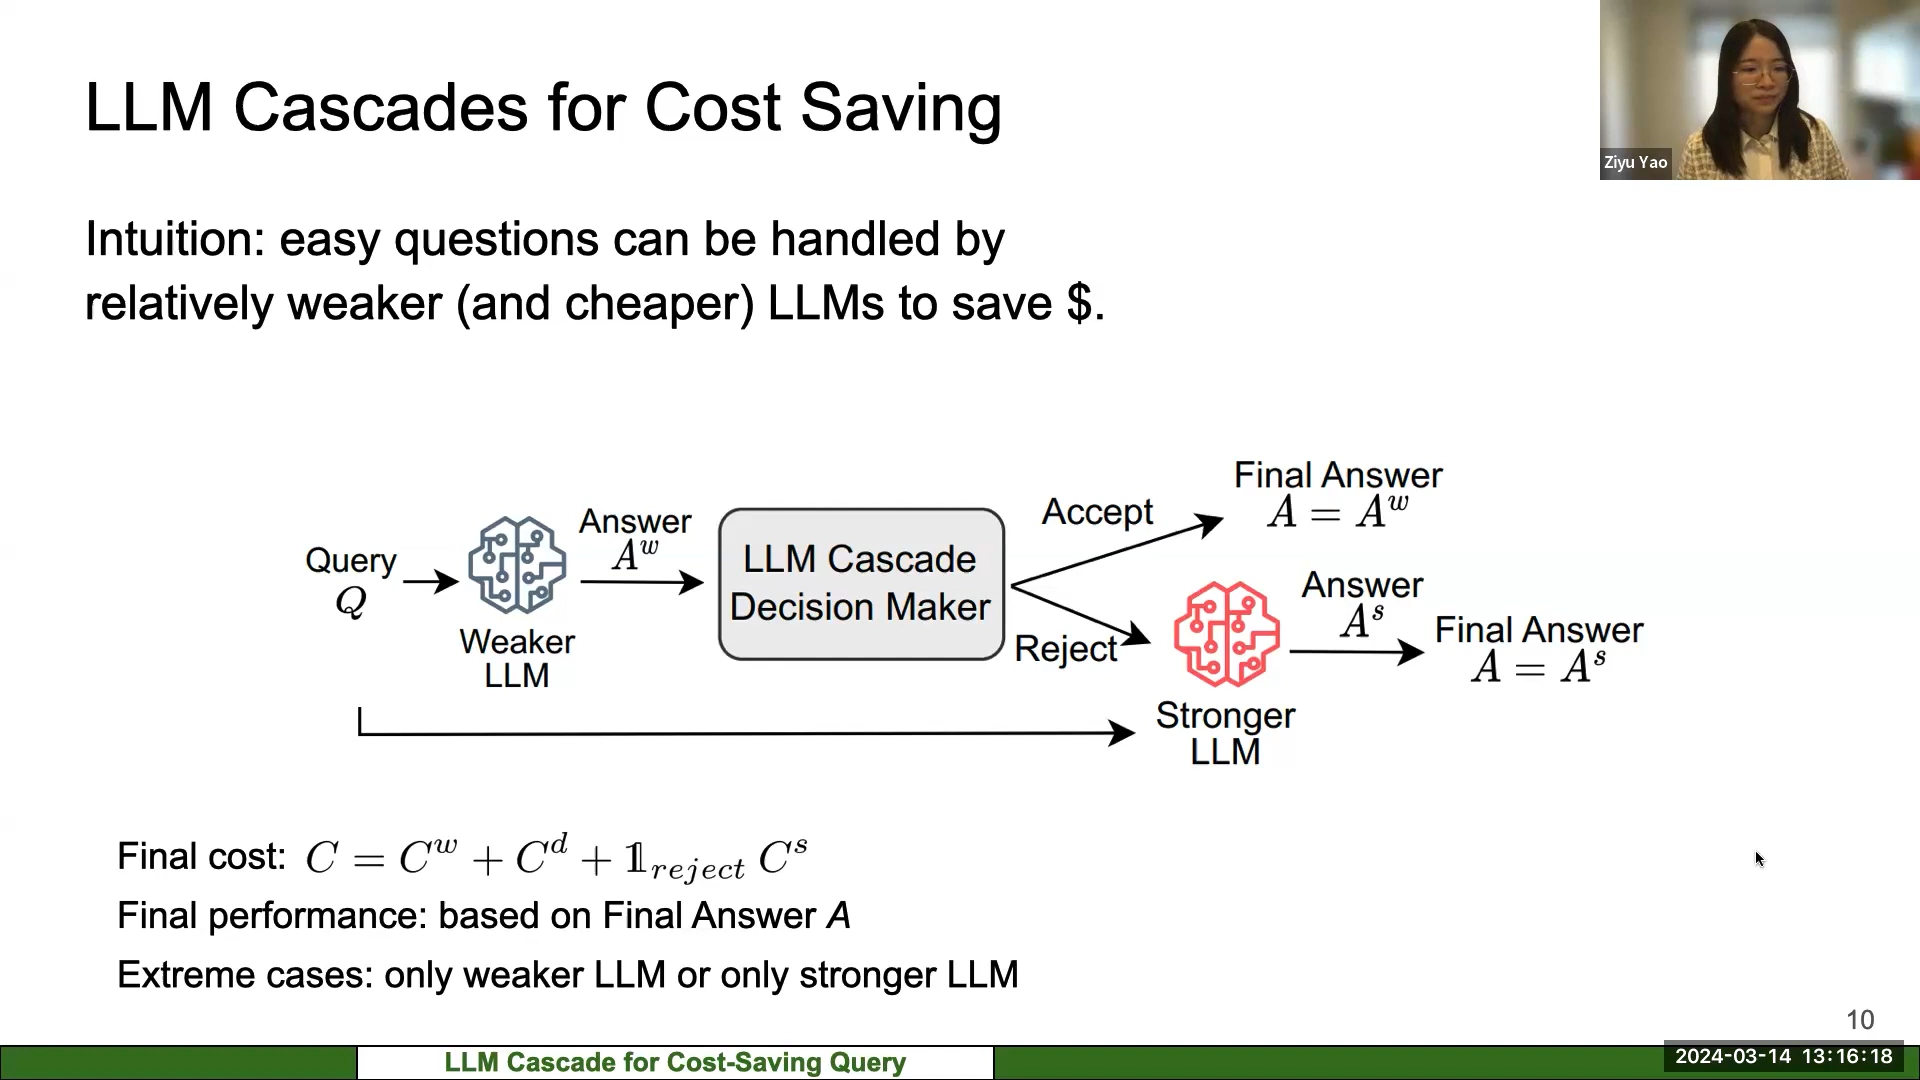 LLM Cascades for Cost Saving
Ziyu Yao
Intuition: easy questions can be handled by
relatively weaker (and cheaper) LLMs to save $.
Query
Q
Weaker
LLM
Answer
A^w
LLM Cascade
Decision Maker
Accept
Final Answer
A = A^w
Reject
Stronger
LLM
Answer
A^s
Final Answer
A = A^s
Final cost: C = C^w + C^d + 𝟙_reject C^s
Final performance: based on Final Answer A
Extreme cases: only weaker LLM or only stronger LLM
10
LLM Cascade for Cost-Saving Query
2024-03-14 13:16:18